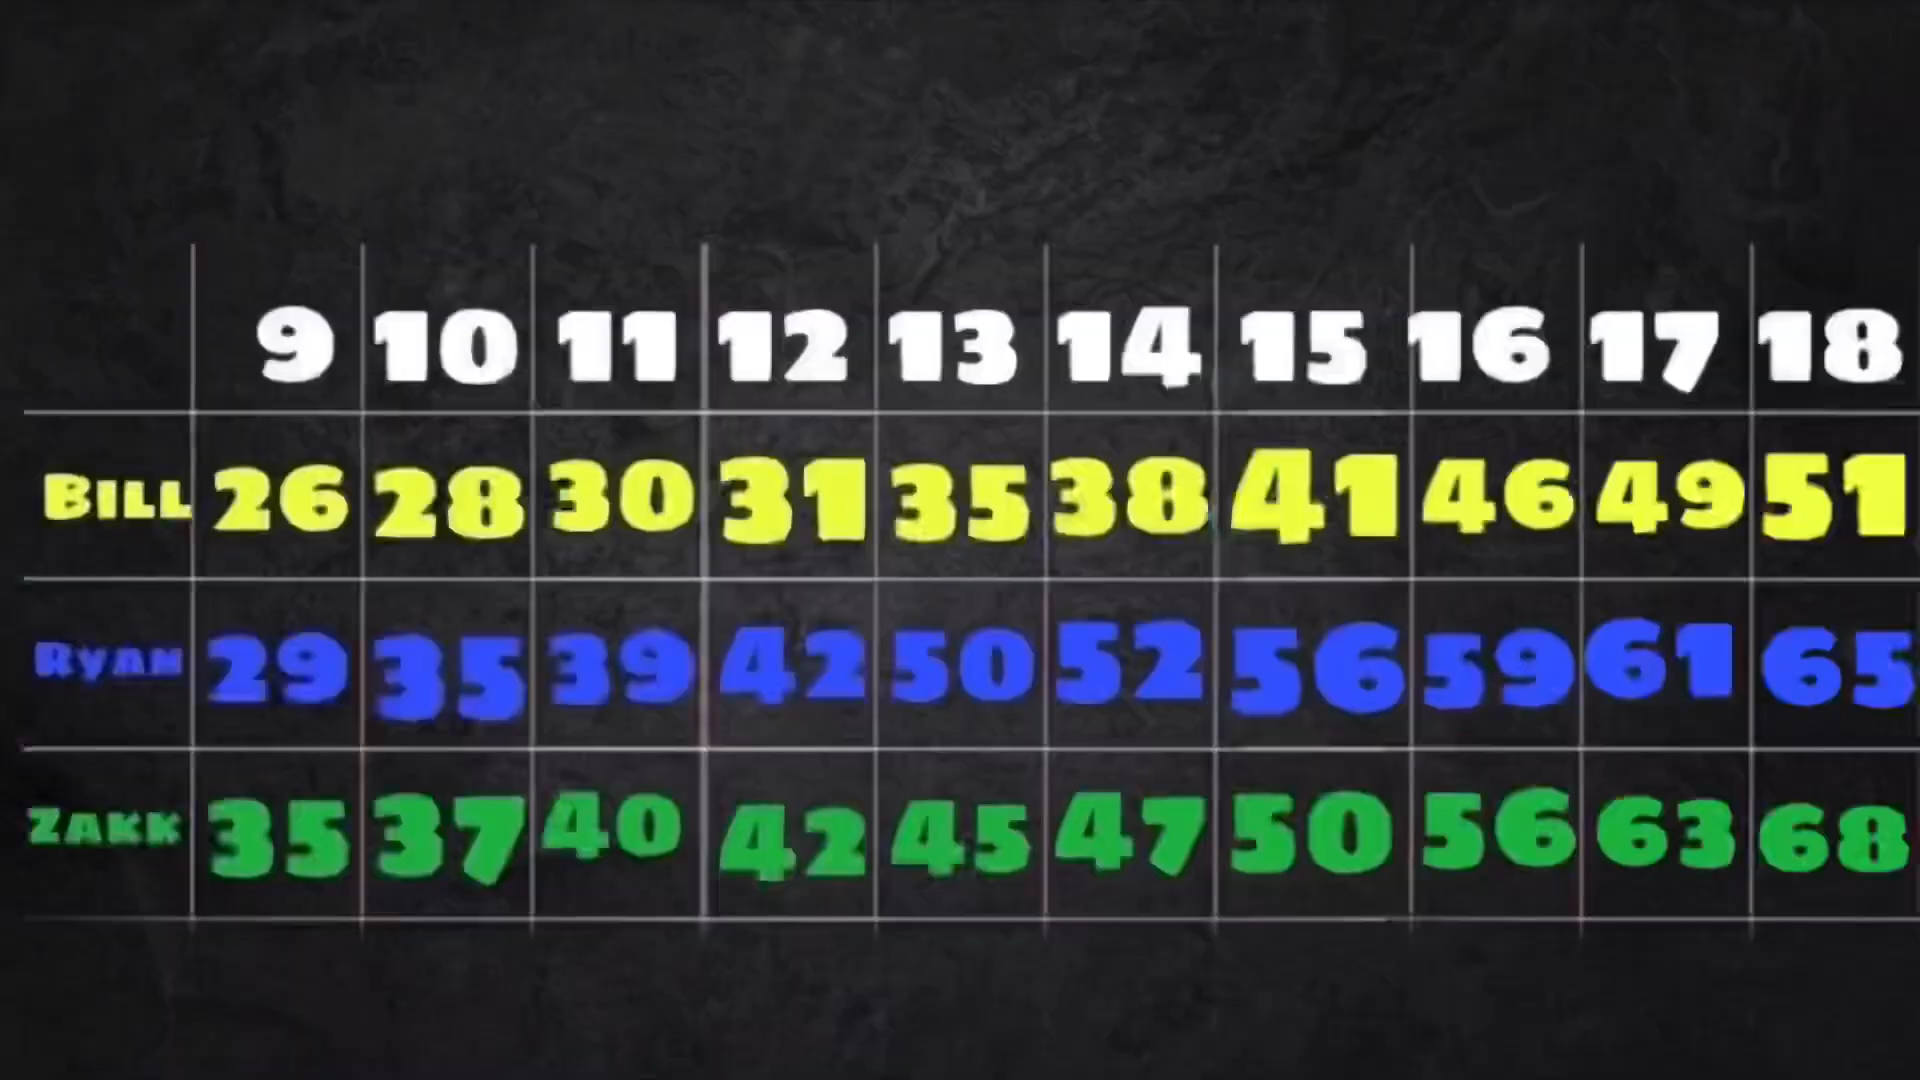 9 10 11 12 13 14 15 16 17 18
BILL 26 28 30 31 35 38 41 46 49 51
RYAN 29 35 39 42 50 52 56 59 61 65
ZAKK 35 37 40 42 45 47 50 56 63 68